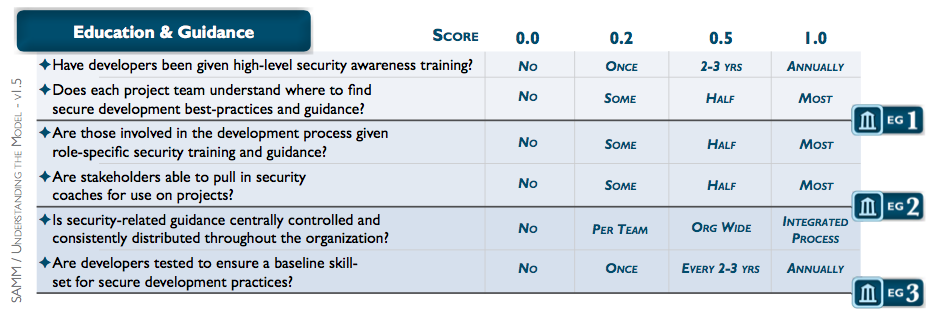 Education & Guidance
SCORE 0.0 0.2 0.5 1.0
✦Have developers been given high-level security awareness training? NO ONCE 2-3 YRS ANNUALLY
✦Does each project team understand where to find
secure development best-practices and guidance? NO SOME HALF MOST
EG 1
✦Are those involved in the development process given
role-specific security training and guidance? NO SOME HALF MOST
✦Are stakeholders able to pull in security
coaches for use on projects? NO SOME HALF MOST
EG 2
✦Is security-related guidance centrally controlled and
consistently distributed throughout the organization? NO PER TEAM ORG WIDE INTEGRATED
PROCESS
✦Are developers tested to ensure a baseline skill-
set for secure development practices? NO ONCE EVERY 2-3 YRS ANNUALLY
EG 3
SAMM / UNDERSTANDING THE MODEL - V1.5